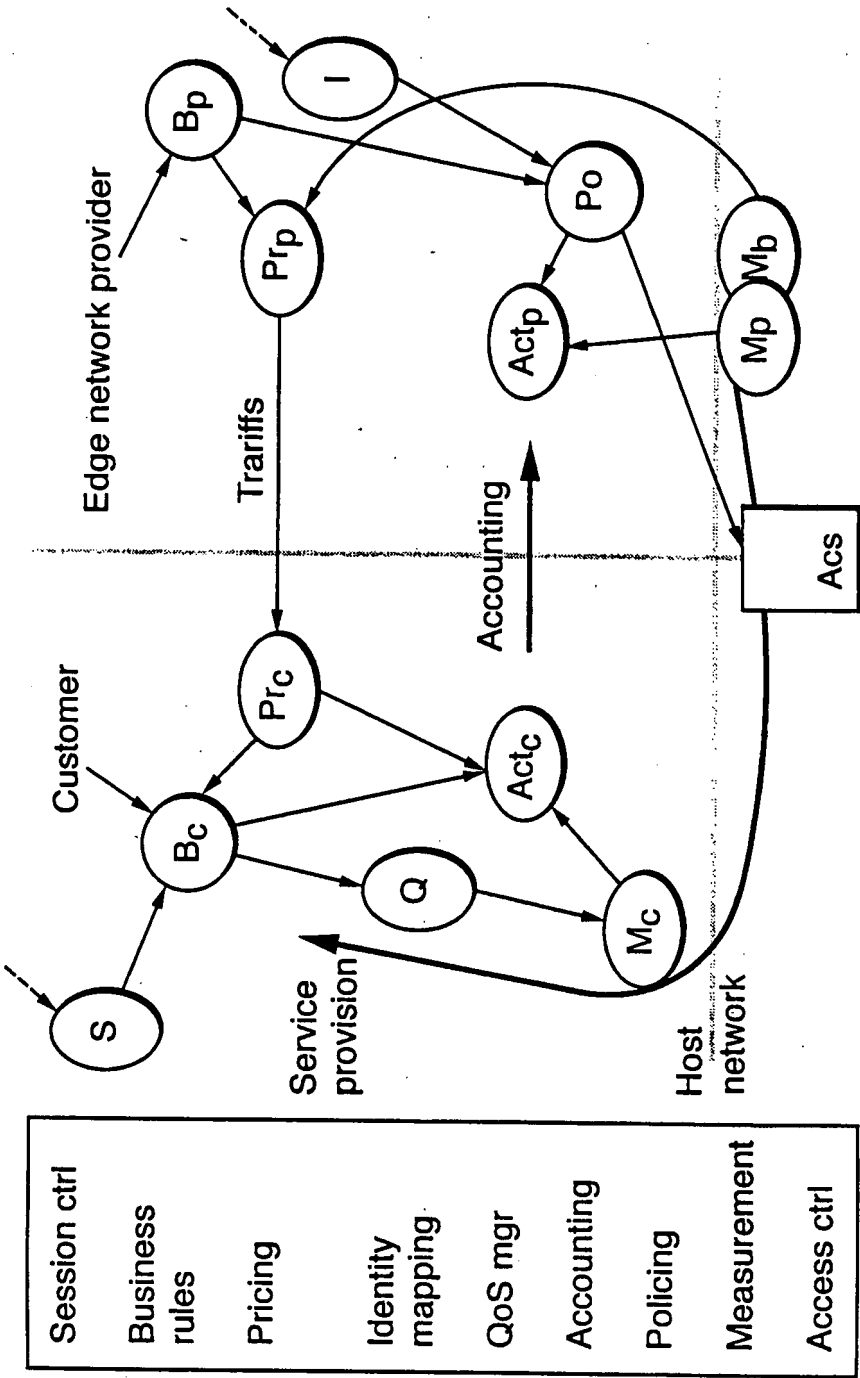 Session ctrl
Business
rules
Pricing
Identity
mapping
QoS mgr
Accounting
Policing
Measurement
Access ctrl
Customer
Edge network provider
S
Bc
Bp
Prc
Trariffs
Prp
I
Service
provision
Q
Actc
Accounting
Actp
Po
Mc
Host
network
Mp
Mb
Acs